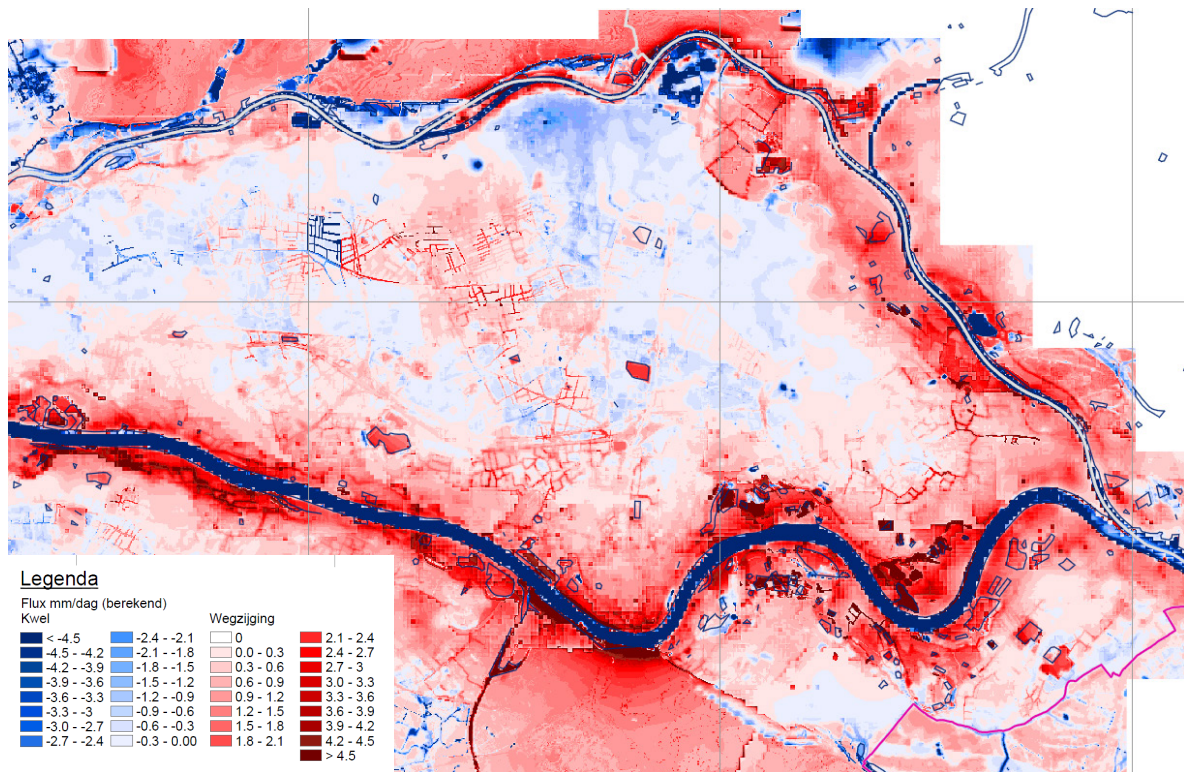 Legenda
Flux mm/dag (berekend)
Kwel
< -4.5
-4.5 - -4.2
-4.2 - -3.9
-3.9 - -3.6
-3.6 - -3.3
-3.3 - -3
-3.0 - -2.7
-2.7 - -2.4
-2.4 - -2.1
-2.1 - -1.8
-1.8 - -1.5
-1.5 - -1.2
-1.2 - -0.9
-0.9 - -0.6
-0.6 - -0.3
-0.3 - 0.00
Wegzijging
0
0.0 - 0.3
0.3 - 0.6
0.6 - 0.9
0.9 - 1.2
1.2 - 1.5
1.5 - 1.8
1.8 - 2.1
2.1 - 2.4
2.4 - 2.7
2.7 - 3
3.0 - 3.3
3.3 - 3.6
3.6 - 3.9
3.9 - 4.2
4.2 - 4.5
> 4.5